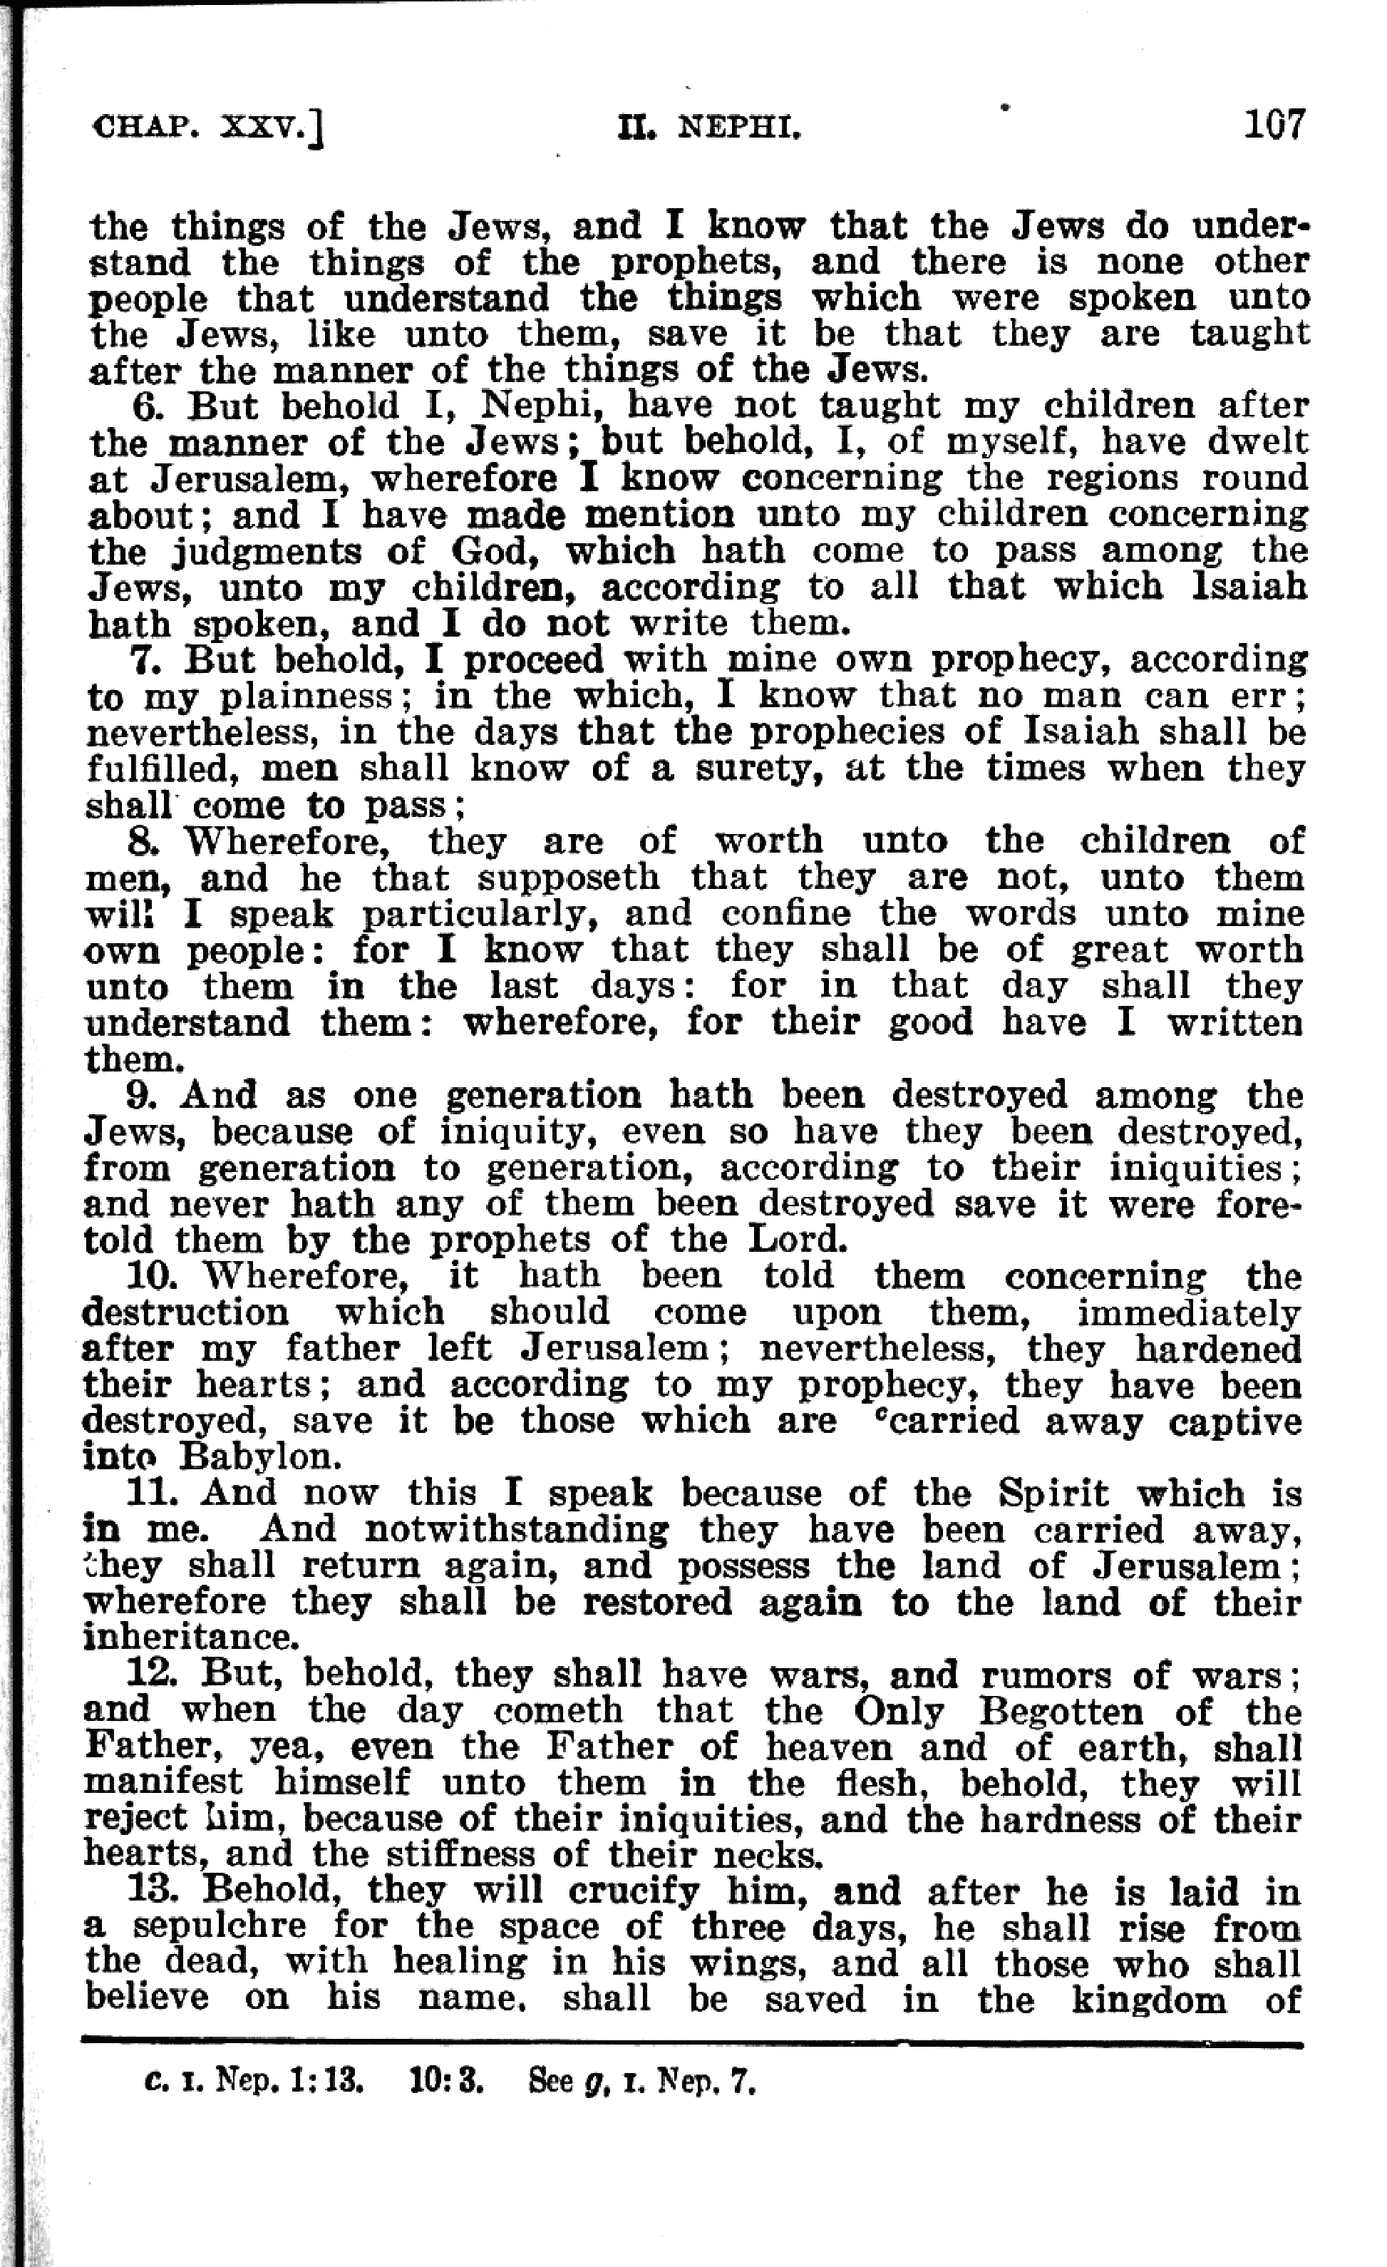 CHAP. XXV.] II. NEPHI. 107
the things of the Jews, and I know that the Jews do under-
stand the things of the prophets, and there is none other
people that understand the things which were spoken unto
the Jews, like unto them, save it be that they are taught
after the manner of the things of the Jews.
6. But behold I, Nephi, have not taught my children after
the manner of the Jews; but behold, I, of myself, have dwelt
at Jerusalem, wherefore I know concerning the regions round
about; and I have made mention unto my children concerning
the judgments of God, which hath come to pass among the
Jews, unto my children, according to all that which Isaiah
hath spoken, and I do not write them.
7. But behold, I proceed with mine own prophecy, according
to my plainness; in the which, I know that no man can err;
nevertheless, in the days that the prophecies of Isaiah shall be
fulfilled, men shall know of a surety, at the times when they
shall come to pass;
8. Wherefore, they are of worth unto the children of
men, and he that supposeth that they are not, unto them
will I speak particularly, and confine the words unto mine
own people: for I know that they shall be of great worth
unto them in the last days: for in that day shall they
understand them: wherefore, for their good have I written
them.
9. And as one generation hath been destroyed among the
Jews, because of iniquity, even so have they been destroyed,
from generation to generation, according to their iniquities;
and never hath any of them been destroyed save it were fore-
told them by the prophets of the Lord.
10. Wherefore, it hath been told them concerning the
destruction which should come upon them, immediately
after my father left Jerusalem; nevertheless, they hardened
their hearts; and according to my prophecy, they have been
destroyed, save it be those which are ᶜcarried away captive
into Babylon.
11. And now this I speak because of the Spirit which is
in me. And notwithstanding they have been carried away,
they shall return again, and possess the land of Jerusalem;
wherefore they shall be restored again to the land of their
inheritance.
12. But, behold, they shall have wars, and rumors of wars;
and when the day cometh that the Only Begotten of the
Father, yea, even the Father of heaven and of earth, shall
manifest himself unto them in the flesh, behold, they will
reject him, because of their iniquities, and the hardness of their
hearts, and the stiffness of their necks.
13. Behold, they will crucify him, and after he is laid in
a sepulchre for the space of three days, he shall rise from
the dead, with healing in his wings, and all those who shall
believe on his name. shall be saved in the kingdom of
c. I. Nep. 1:13. 10:3. See g, I. Nep. 7.